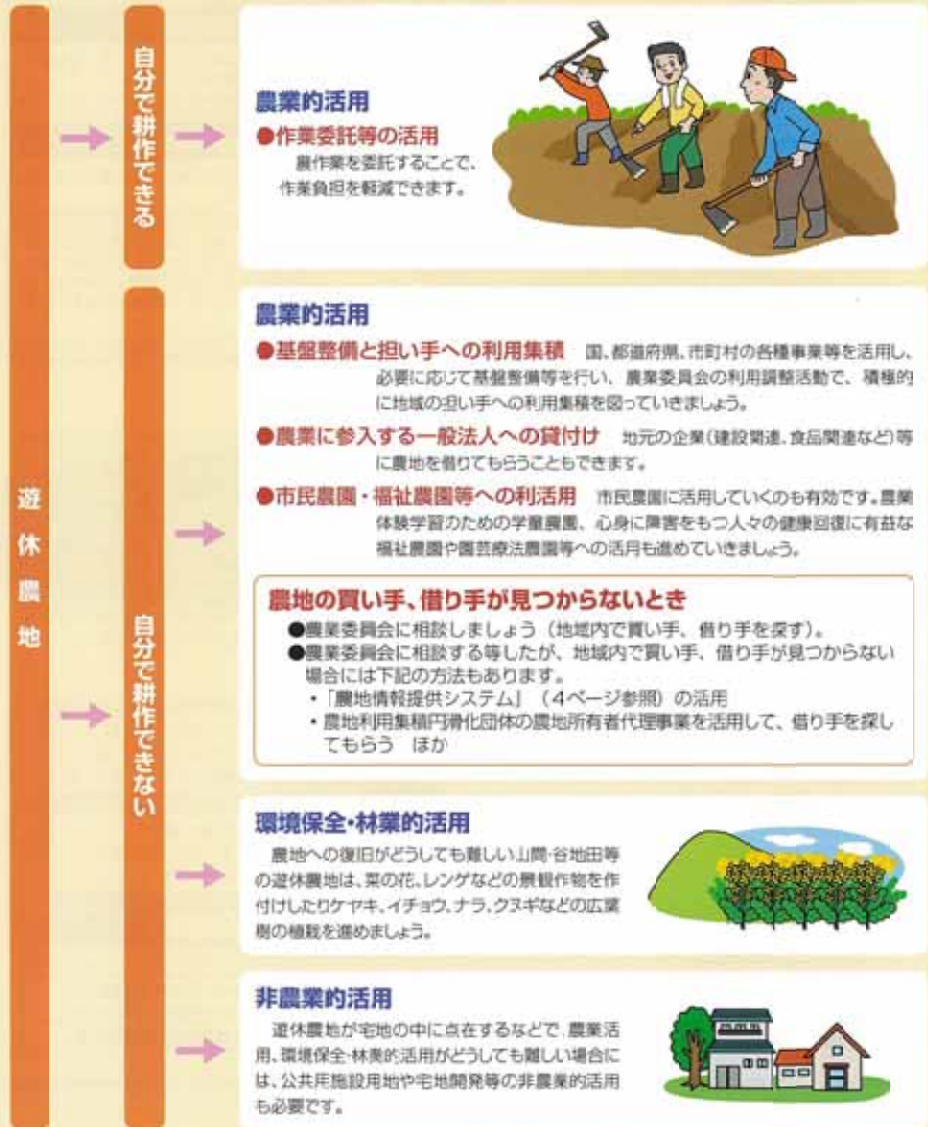 遊休農地
自分で耕作できる
農業的活用
●作業委託等の活用
農作業を委託することで、
作業負担を軽減できます。
自分で耕作できない
農業的活用
●基盤整備と担い手への利用集積　国、都道府県、市町村の各種事業等を活用し、
必要に応じて基盤整備等を行い、農業委員会の利用調整活動で、積極的
に地域の担い手への利用集積を図っていきましょう。
●農業に参入する一般法人への貸付け　地元の企業(建設関連、食品関連など)等
に農地を借りてもらうこともできます。
●市民農園・福祉農園等への利活用　市民農園に活用していくのも有効です。農業
体験学習のための学童農園、心身に障害をもつ人々の健康回復に有益な
福祉農園や園芸療法農園等への活用も進めていきましょう。
農地の買い手、借り手が見つからないとき
●農業委員会に相談しましょう（地域内で買い手、借り手を探す）。
●農業委員会に相談する等したが、地域内で買い手、借り手が見つからない
場合には下記の方法もあります。
・「農地情報提供システム」（4ページ参照）の活用
・農地利用集積円滑化団体の農地所有者代理事業を活用して、借り手を探し
てもらう　ほか
環境保全・林業的活用
農地への復旧がどうしても難しい山間・谷地田等
の遊休農地は、菜の花、レンゲなどの景観作物を作
付けしたりケヤキ、イチョウ、ナラ、クヌギなどの広葉
樹の植栽を進めましょう。
非農業的活用
遊休農地が宅地の中に点在するなどで、農業活
用、環境保全・林業的活用がどうしても難しい場合に
は、公共用施設用地や宅地開発等の非農業的活用
も必要です。